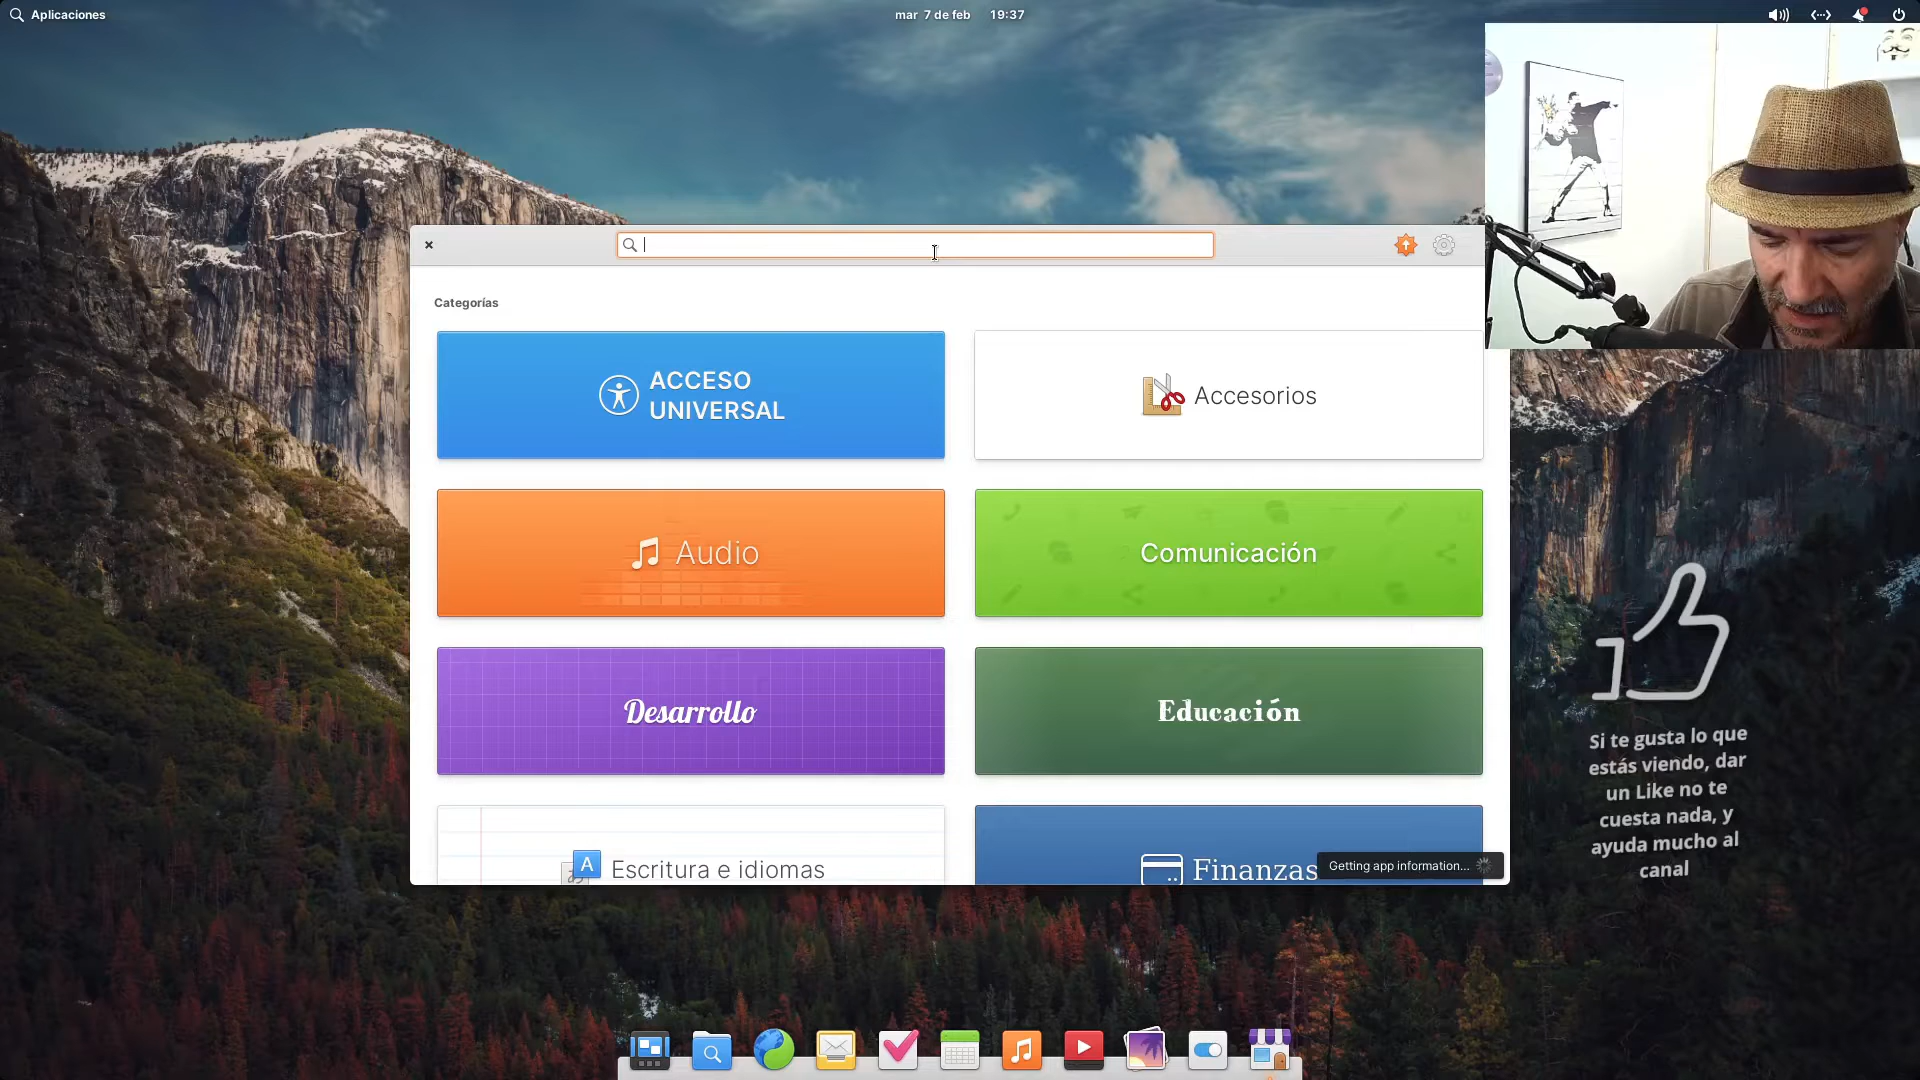 Aplicaciones
mar 7 de feb 19:37
Categorías
ACCESO
UNIVERSAL
Accesorios
Audio
Comunicación
Desarrollo
Educación
A
Escritura e idiomas
Finanzas
Getting app information...
Si te gusta lo que
estás viendo, dar
un Like no te
cuesta nada, y
ayuda mucho al
canal